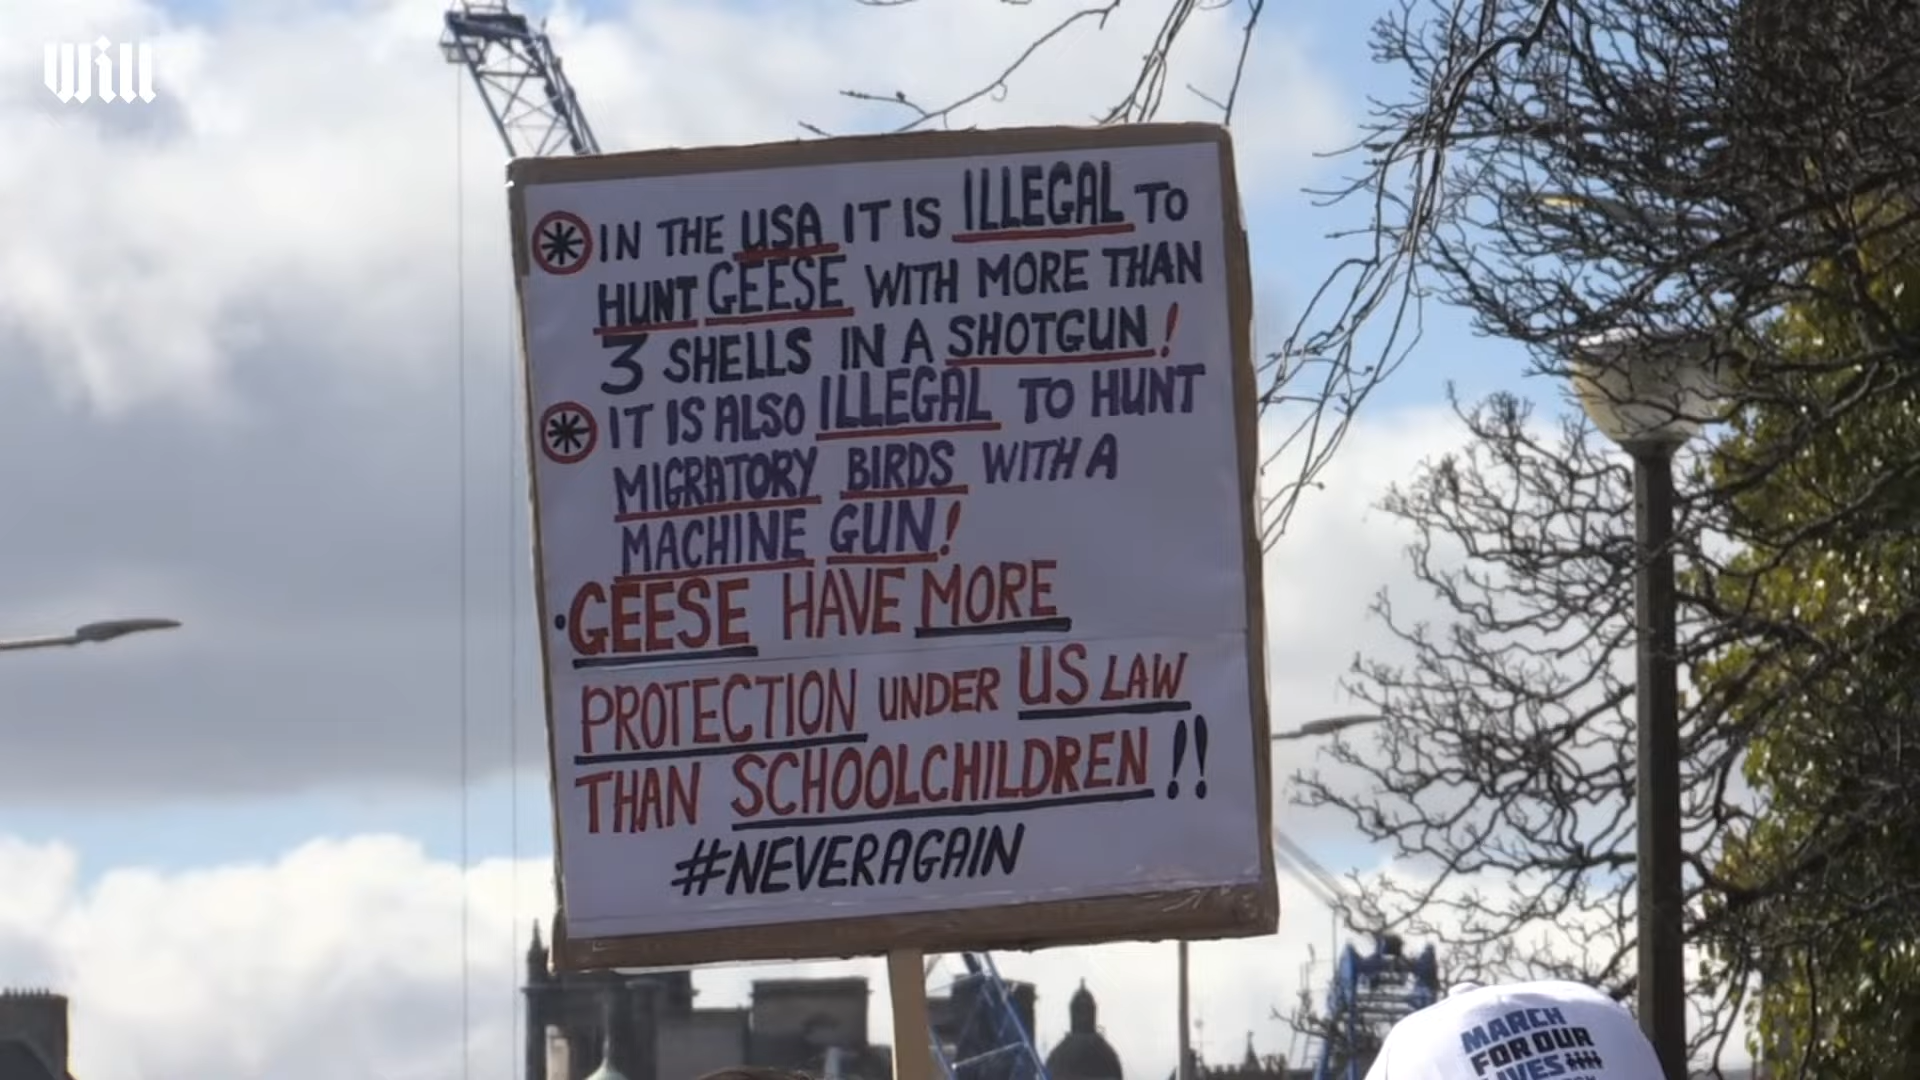 Will
✱ IN THE USA IT IS ILLEGAL TO
HUNT GEESE WITH MORE THAN
3 SHELLS IN A SHOTGUN!
✱ IT IS ALSO ILLEGAL TO HUNT
MIGRATORY BIRDS WITH A
MACHINE GUN!
·GEESE HAVE MORE
PROTECTION UNDER US LAW
THAN SCHOOLCHILDREN!!
#NEVERAGAIN
MARCH
FOR OUR
LIVES